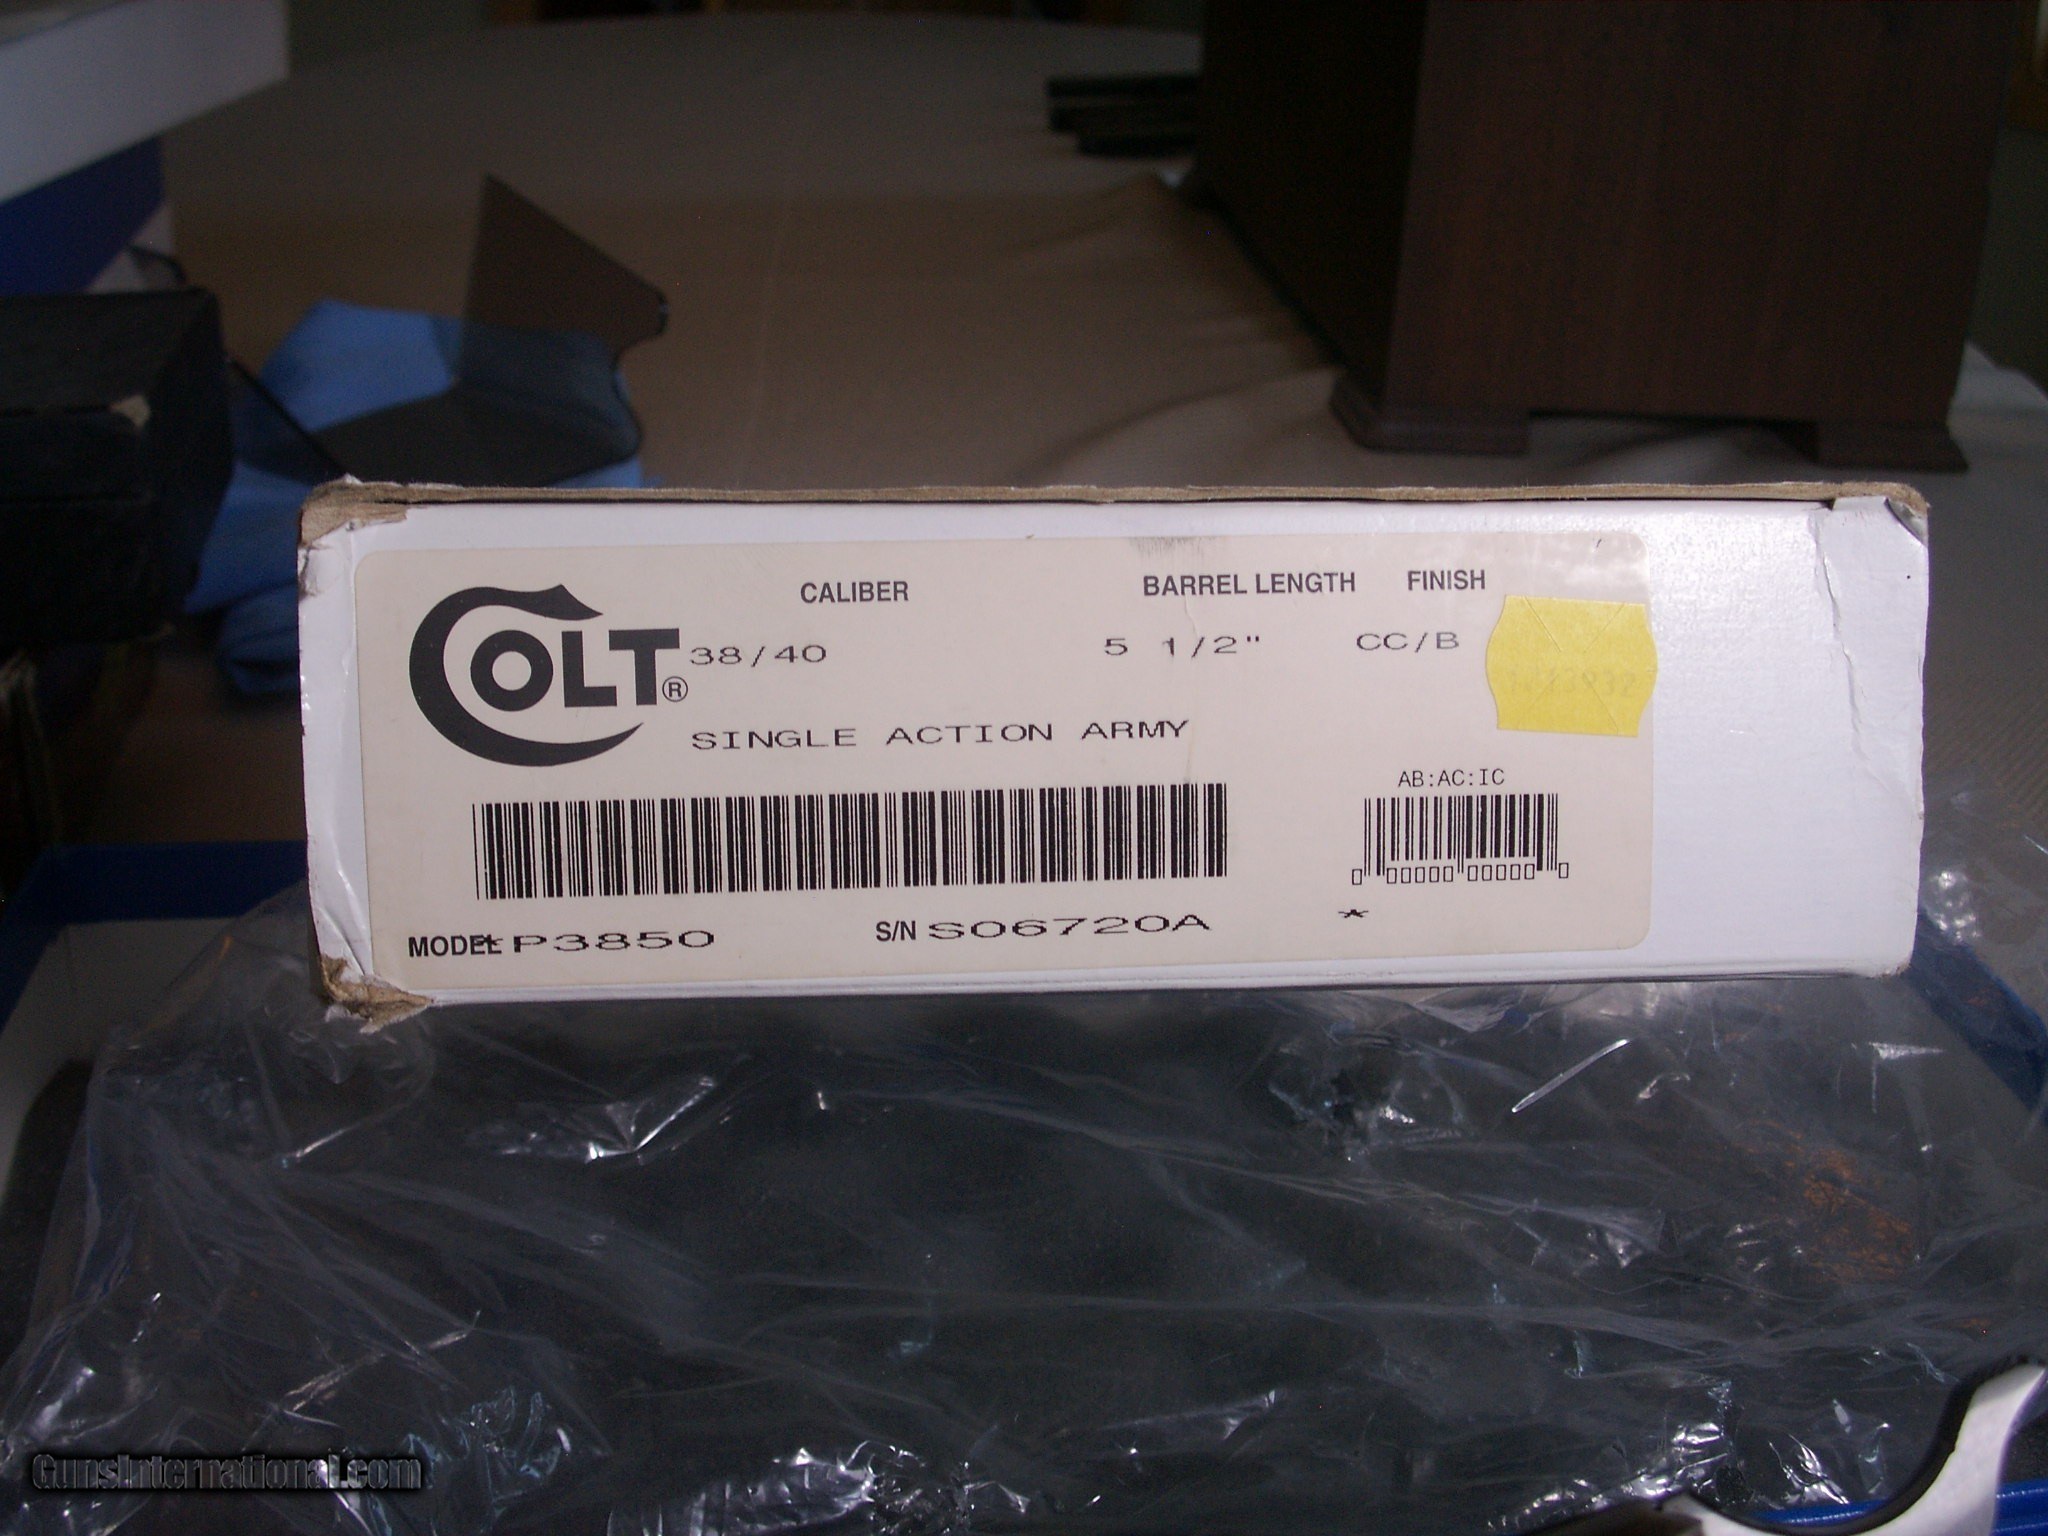 CALIBER BARREL LENGTH FINISH
COLT® 38/40 5 1/2" CC/B
SINGLE ACTION ARMY
AB:AC:IC
MODEL *P3850 S/N S06720A *
GunsInternational.com